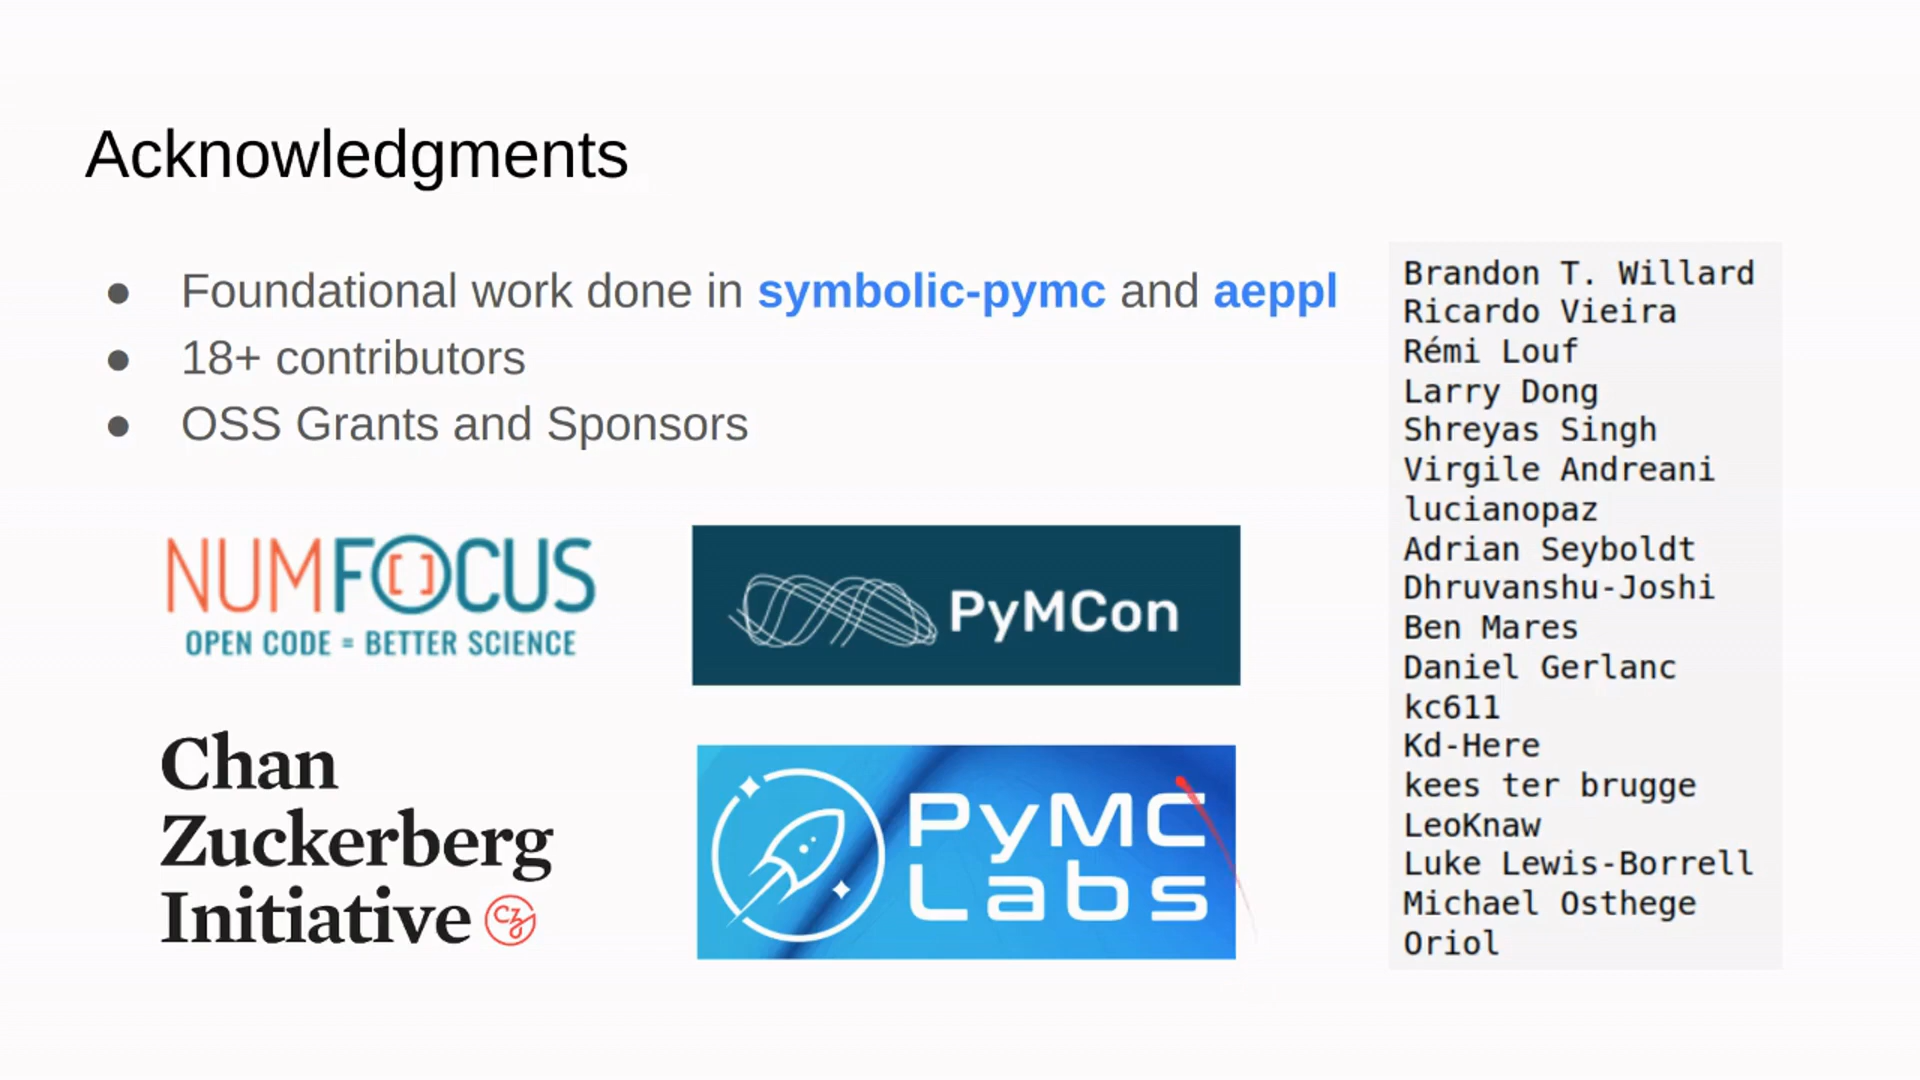 Acknowledgments
● Foundational work done in symbolic-pymc and aeppl
● 18+ contributors
● OSS Grants and Sponsors
NUMFOCUS
OPEN CODE = BETTER SCIENCE
PyMCon
Chan
Zuckerberg
Initiative
CZI
PyMC
Labs
Brandon T. Willard
Ricardo Vieira
Rémi Louf
Larry Dong
Shreyas Singh
Virgile Andreani
lucianopaz
Adrian Seyboldt
Dhruvanshu-Joshi
Ben Mares
Daniel Gerlanc
kc611
Kd-Here
kees ter brugge
LeoKnaw
Luke Lewis-Borrell
Michael Osthege
Oriol